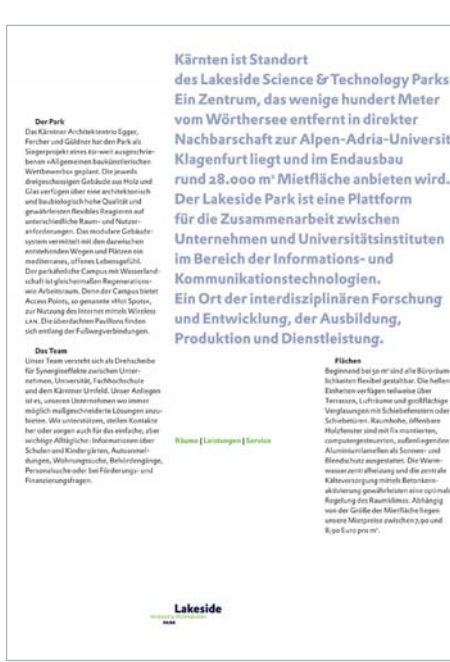 Kärnten ist Standort
des Lakeside Science & Technology Parks
Ein Zentrum, das wenige hundert Meter
vom Wörthersee entfernt in direkter
Nachbarschaft zur Alpen-Adria-Universit
Klagenfurt liegt und im Endausbau
rund 28.000 m² Mietfläche anbieten wird.
Der Lakeside Park ist eine Plattform
für die Zusammenarbeit zwischen
Unternehmen und Universitätsinstituten
im Bereich der Informations- und
Kommunikationstechnologien.
Ein Ort der interdisziplinären Forschung
und Entwicklung, der Ausbildung,
Produktion und Dienstleistung.
Der Park
Das Kärntner Architektentrio Egger,
Fercher und Güldner hat den Park als
Siegerprojekt eines EU-weit ausgeschrie-
benen »Allgemeinen baukünstlerischen
Wettbewerbs« geplant. Die jeweils
dreigeschossigen Gebäude aus Holz und
Glas verfügen über eine architektonisch
und baubiologisch hohe Qualität und
gewährleisten flexibles Reagieren auf
unterschiedliche Raum- und Nutzer-
anforderungen. Das modulare Gebäude-
system vermittelt mit den dazwischen
entstehenden Wegen und Plätzen ein
mediterranes, offenes Lebensgefühl.
Der parkähnliche Campus mit Wasserland-
schaft ist gleichermaßen Regenerations-
wie Arbeitsraum. Denn der Campus bietet
Access Points, so genannte »Hot Spots«,
zur Nutzung des Internet mittels Wireless
LAN. Die überdachten Pavillons finden
sich entlang der Fußwegverbindungen.
Das Team
Unser Team versteht sich als Drehscheibe
für Synergieeffekte zwischen Unter-
nehmen, Universität, Fachhochschule
und dem Kärntner Umfeld. Unser Anliegen
ist es, unseren Unternehmen wo immer
möglich maßgeschneiderte Lösungen anzu-
bieten. Wir unterstützen, stellen Kontakte
her oder sorgen auch für das einfache, aber
wichtige Alltägliche: Informationen über
Schulen und Kindergärten, Autoanmel-
dungen, Wohnungssuche, Behördengänge,
Personalsuche oder bei Förderungs- und
Finanzierungsfragen.
Räume | Leistungen | Service
Flächen
Beginnend bei 50 m² sind alle Büroräum
lichkeiten flexibel gestaltbar. Die hellen
Einheiten verfügen teilweise über
Terrassen, Lufträume und großflächige
Verglasungen mit Schiebefenstern oder
Schiebetüren. Raumhohe, öffenbare
Holzfenster sind mit fix montierten,
computergesteuerten, außenliegenden
Aluminiumlamellen als Sonnen- und
Blendschutz ausgestattet. Die Warm-
wasserzentralheizung und die zentrale
Kälteversorgung mittels Betonkern-
aktivierung gewährleisten eine optimale
Regelung des Raumklimas. Abhängig
von der Größe der Mietfläche liegen
unsere Mietpreise zwischen 7,90 und
8,90 Euro pro m².
Lakeside
SCIENCE & TECHNOLOGY
PARK